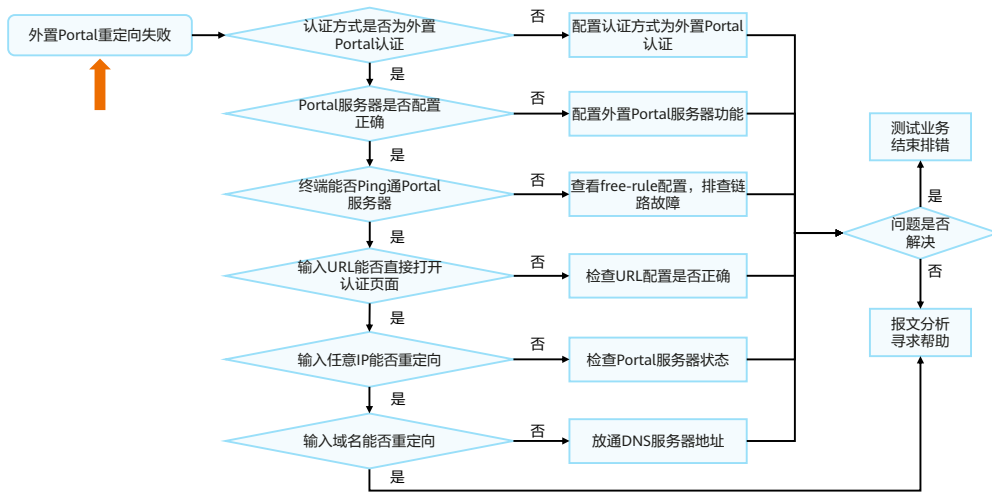 外置Portal重定向失败
认证方式是否为外置
Portal认证
否
配置认证方式为外置Portal
认证
是
Portal服务器是否配置
正确
否
配置外置Portal服务器功能
是
终端能否Ping通Portal
服务器
否
查看free-rule配置，排查链
路故障
是
输入URL能否直接打开
认证页面
否
检查URL配置是否正确
是
输入任意IP能否重定向
否
检查Portal服务器状态
是
输入域名能否重定向
否
放通DNS服务器地址
是
测试业务
结束排错
是
问题是否
解决
否
报文分析
寻求帮助